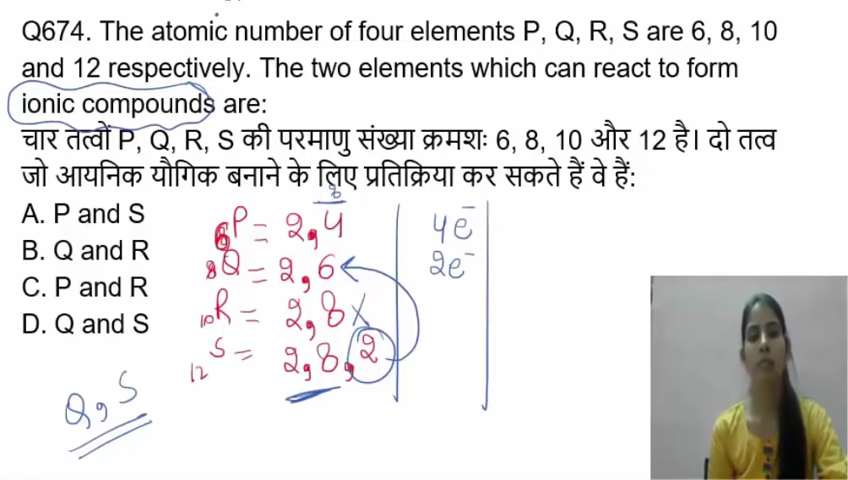 Q674. The atomic number of four elements P, Q, R, S are 6, 8, 10
and 12 respectively. The two elements which can react to form
ionic compounds are:
चार तत्वों P, Q, R, S की परमाणु संख्या क्रमशः 6, 8, 10 और 12 है। दो तत्व
जो आयनिक यौगिक बनाने के लिए प्रतिक्रिया कर सकते हैं वे हैं:
A. P and S
B. Q and R
C. P and R
D. Q and S
8
6P = 2,4 4e⁻
8Q = 2,6 2e⁻
10R = 2,8 X
12S = 2,8,2
Q, S